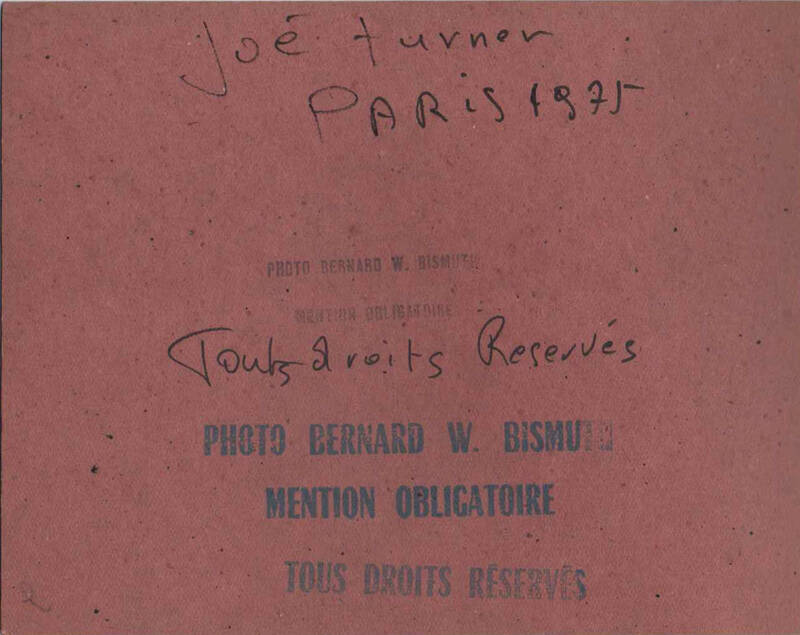 Joé turner
PARiS 1975
PHOTO BERNARD W. BISMUTH
MENTION OBLIGATOIRE
Touts droits Reservés
PHOTO BERNARD W. BISMUTH
MENTION OBLIGATOIRE
TOUS DROITS RÉSERVÉS